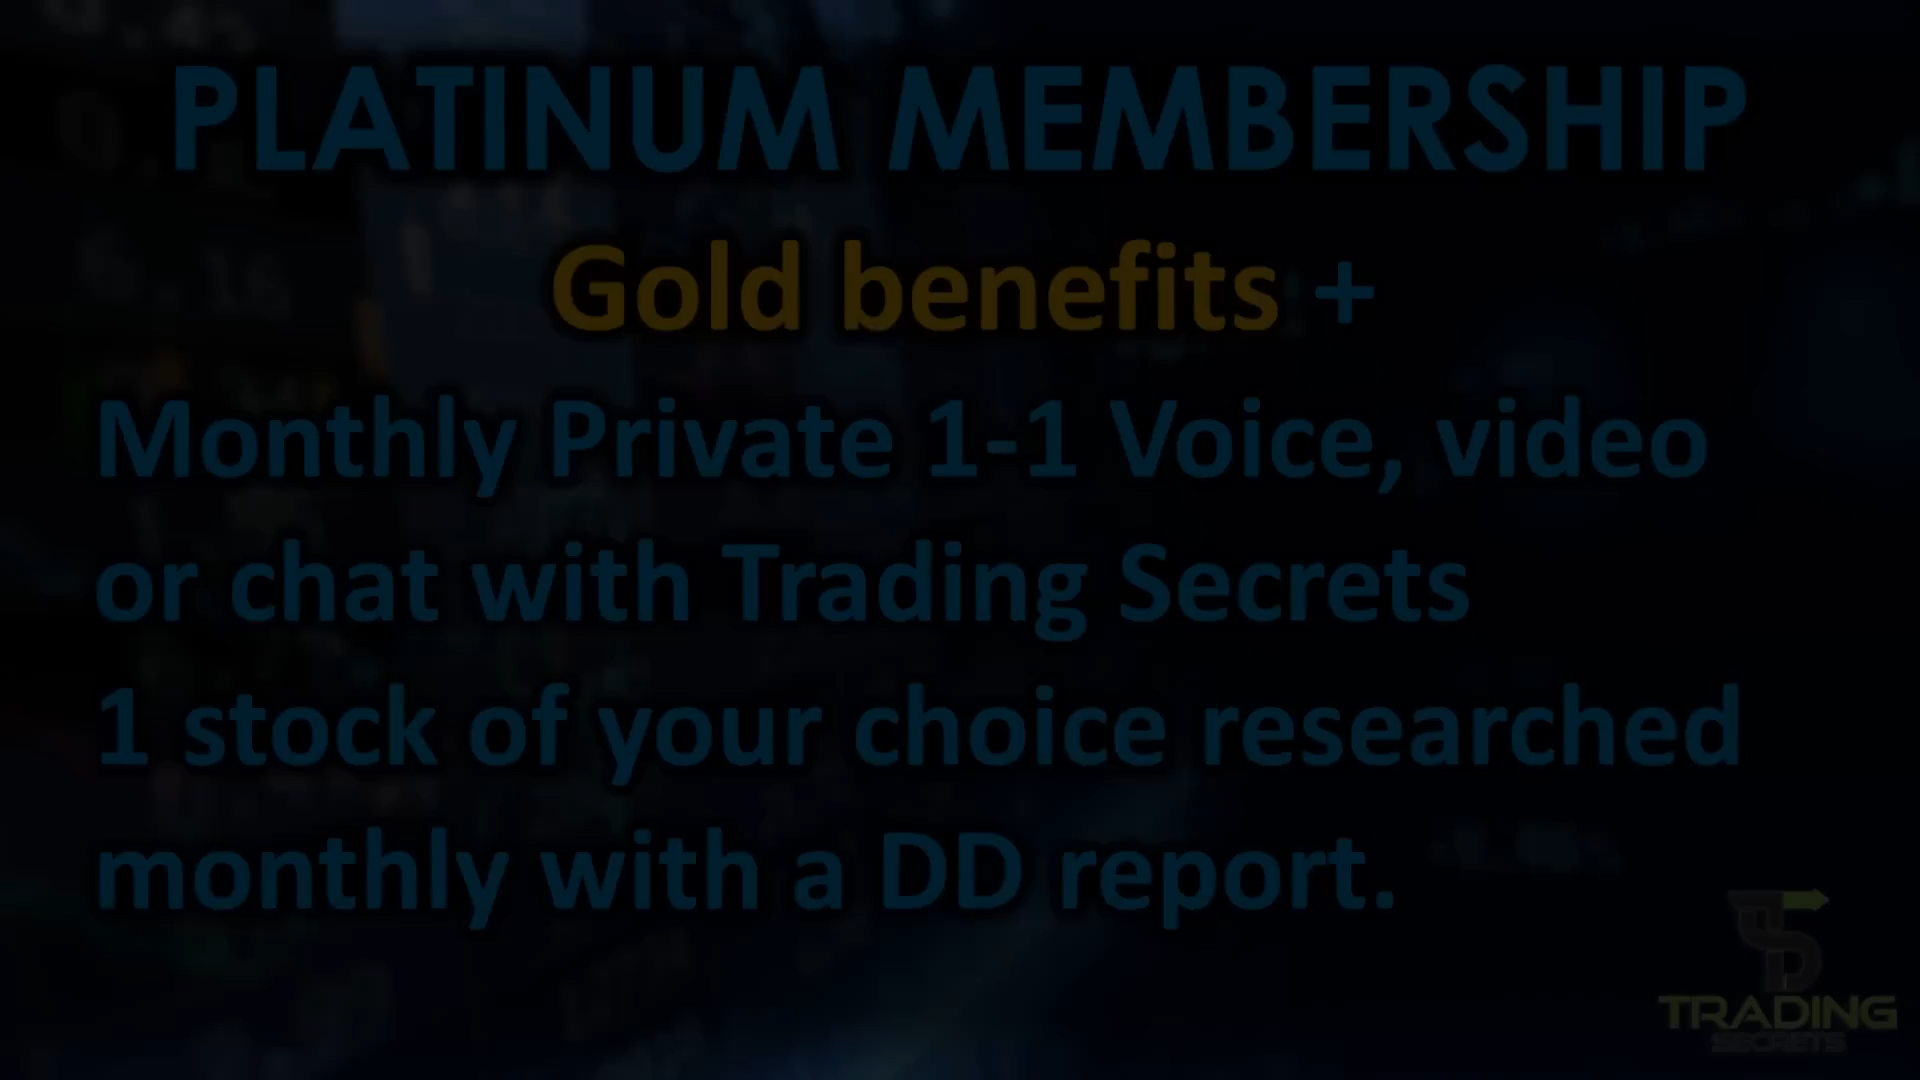 PLATINUM MEMBERSHIP
Gold benefits +
Monthly Private 1-1 Voice, video
or chat with Trading Secrets
1 stock of your choice researched
monthly with a DD report.
TRADING
SECRETS